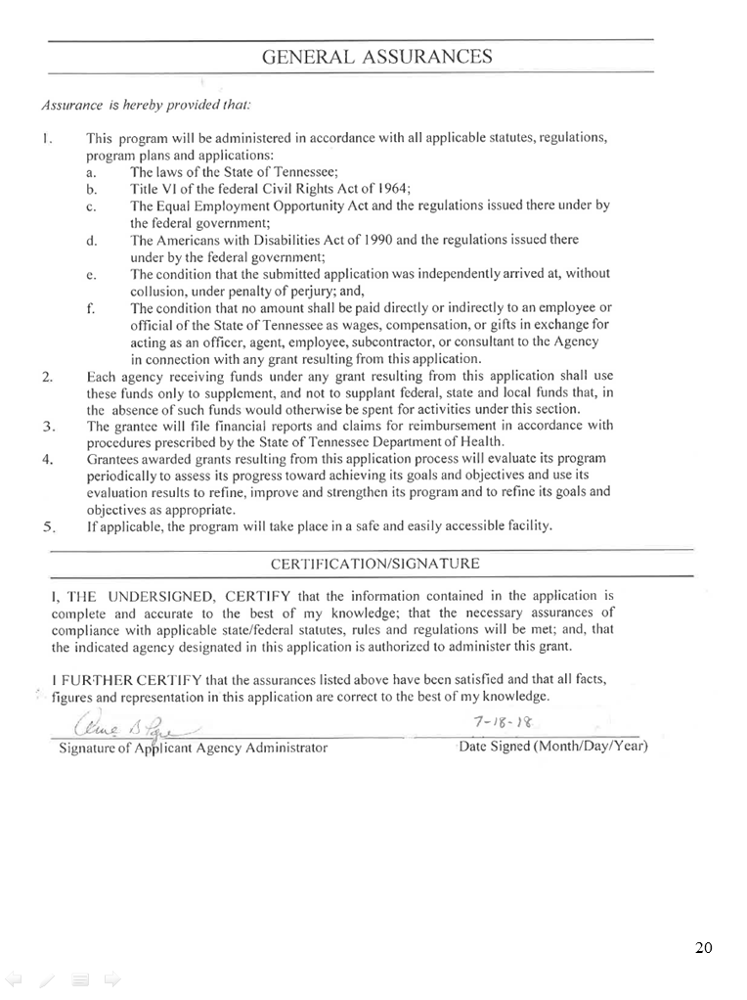 GENERAL ASSURANCES
Assurance is hereby provided that:
1. This program will be administered in accordance with all applicable statutes, regulations,
program plans and applications:
a. The laws of the State of Tennessee;
b. Title VI of the federal Civil Rights Act of 1964;
c. The Equal Employment Opportunity Act and the regulations issued there under by
the federal government;
d. The Americans with Disabilities Act of 1990 and the regulations issued there
under by the federal government;
e. The condition that the submitted application was independently arrived at, without
collusion, under penalty of perjury; and,
f. The condition that no amount shall be paid directly or indirectly to an employee or
official of the State of Tennessee as wages, compensation, or gifts in exchange for
acting as an officer, agent, employee, subcontractor, or consultant to the Agency
in connection with any grant resulting from this application.
2. Each agency receiving funds under any grant resulting from this application shall use
these funds only to supplement, and not to supplant federal, state and local funds that, in
the absence of such funds would otherwise be spent for activities under this section.
3. The grantee will file financial reports and claims for reimbursement in accordance with
procedures prescribed by the State of Tennessee Department of Health.
4. Grantees awarded grants resulting from this application process will evaluate its program
periodically to assess its progress toward achieving its goals and objectives and use its
evaluation results to refine, improve and strengthen its program and to refine its goals and
objectives as appropriate.
5. If applicable, the program will take place in a safe and easily accessible facility.
CERTIFICATION/SIGNATURE
I, THE UNDERSIGNED, CERTIFY that the information contained in the application is
complete and accurate to the best of my knowledge; that the necessary assurances of
compliance with applicable state/federal statutes, rules and regulations will be met; and, that
the indicated agency designated in this application is authorized to administer this grant.
I FURTHER CERTIFY that the assurances listed above have been satisfied and that all facts,
figures and representation in this application are correct to the best of my knowledge.
7-18-18
Signature of Applicant Agency Administrator Date Signed (Month/Day/Year)
20